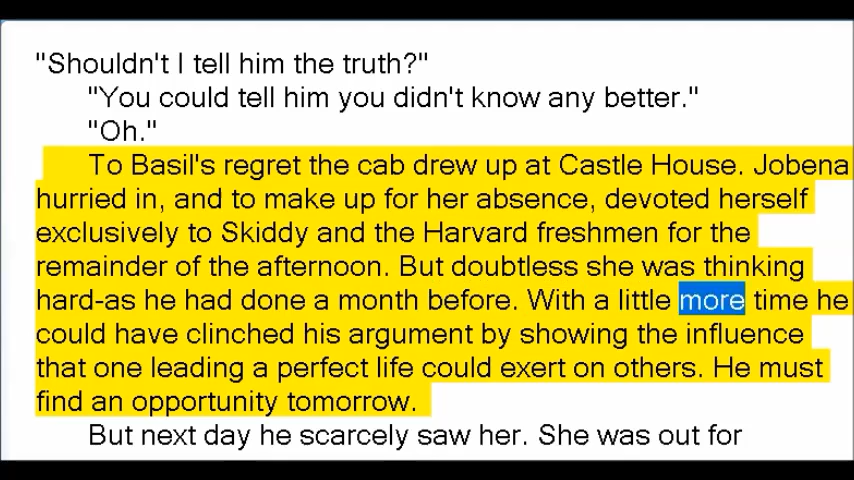 "Shouldn't I tell him the truth?"
"You could tell him you didn't know any better."
"Oh."
To Basil's regret the cab drew up at Castle House. Jobena
hurried in, and to make up for her absence, devoted herself
exclusively to Skiddy and the Harvard freshmen for the
remainder of the afternoon. But doubtless she was thinking
hard-as he had done a month before. With a little more time he
could have clinched his argument by showing the influence
that one leading a perfect life could exert on others. He must
find an opportunity tomorrow.
But next day he scarcely saw her. She was out for